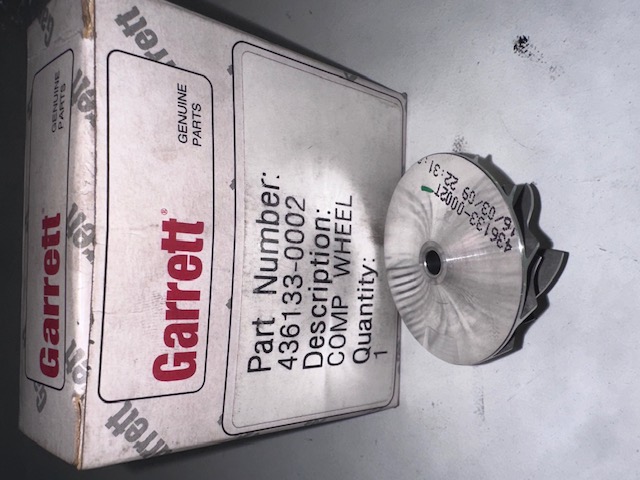 Garrett®
GENUINE
PARTS
Garrett®
GENUINE
PARTS
Part Number:
436133-0002
Description:
COMP WHEEL
Quantity:
1
436133-0002T
16/03/09 22:31
Garrett
Garrett